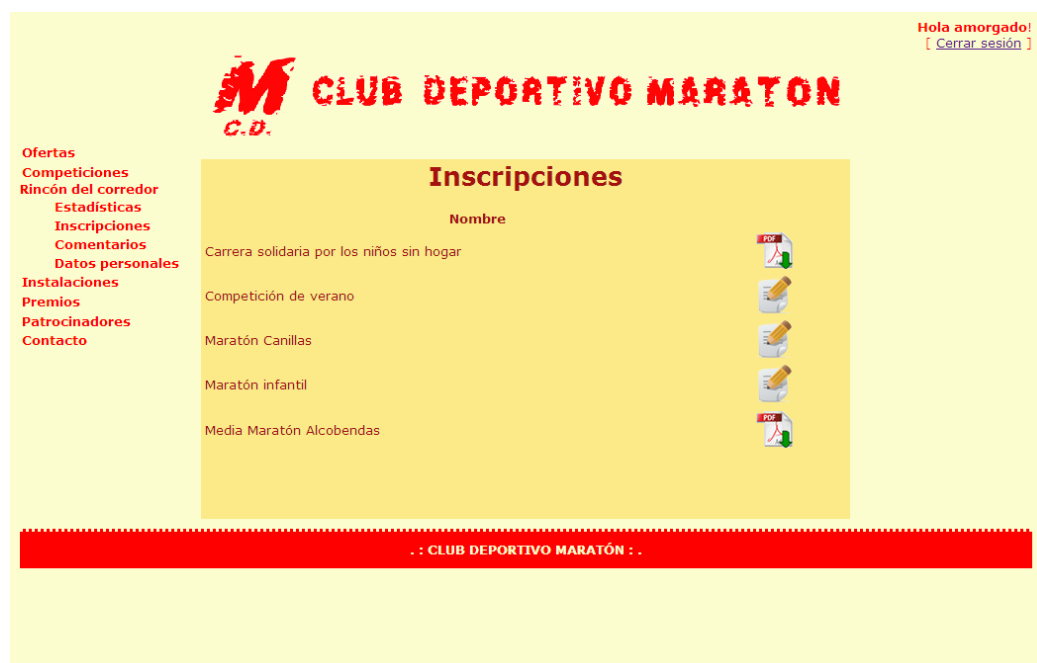 Hola amorgado!
[ Cerrar sesión ]
M CLUB DEPORTIVO MARATON
C.D.
Ofertas
Competiciones
Rincón del corredor
Estadísticas
Inscripciones
Comentarios
Datos personales
Instalaciones
Premios
Patrocinadores
Contacto
Inscripciones
Nombre
Carrera solidaria por los niños sin hogar
PDF
Competición de verano
Maratón Canillas
Maratón infantil
Media Maratón Alcobendas
PDF
. : CLUB DEPORTIVO MARATÓN : .